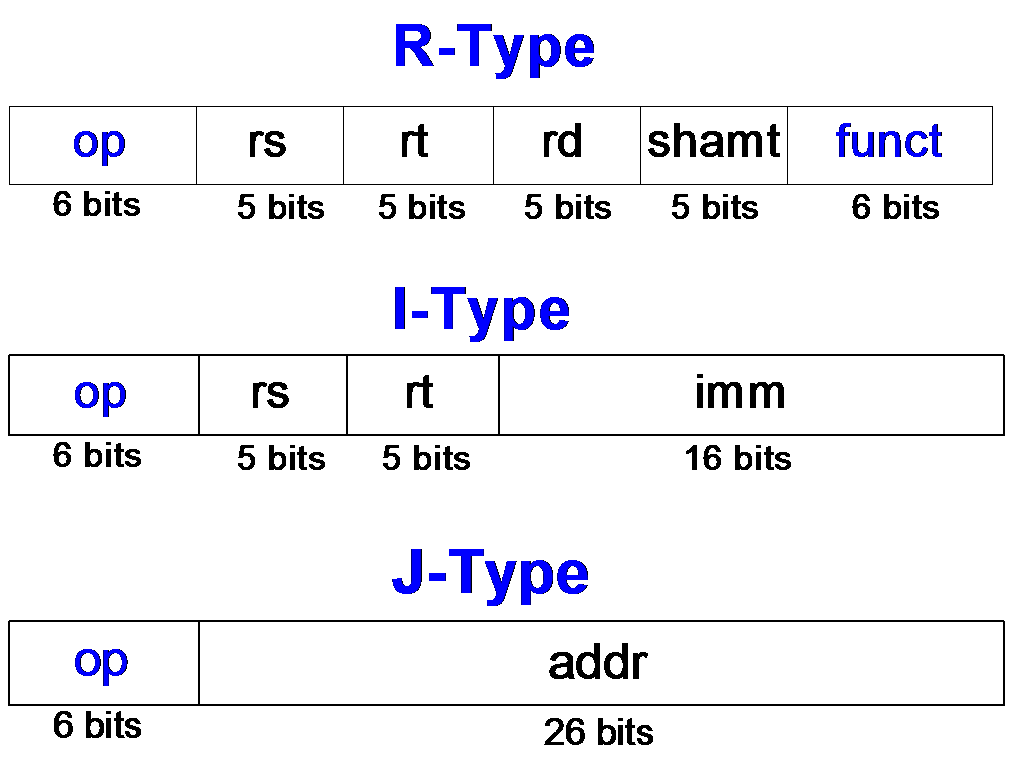 R-Type
op rs rt rd shamt funct
6 bits 5 bits 5 bits 5 bits 5 bits 6 bits
I-Type
op rs rt imm
6 bits 5 bits 5 bits 16 bits
J-Type
op addr
6 bits 26 bits